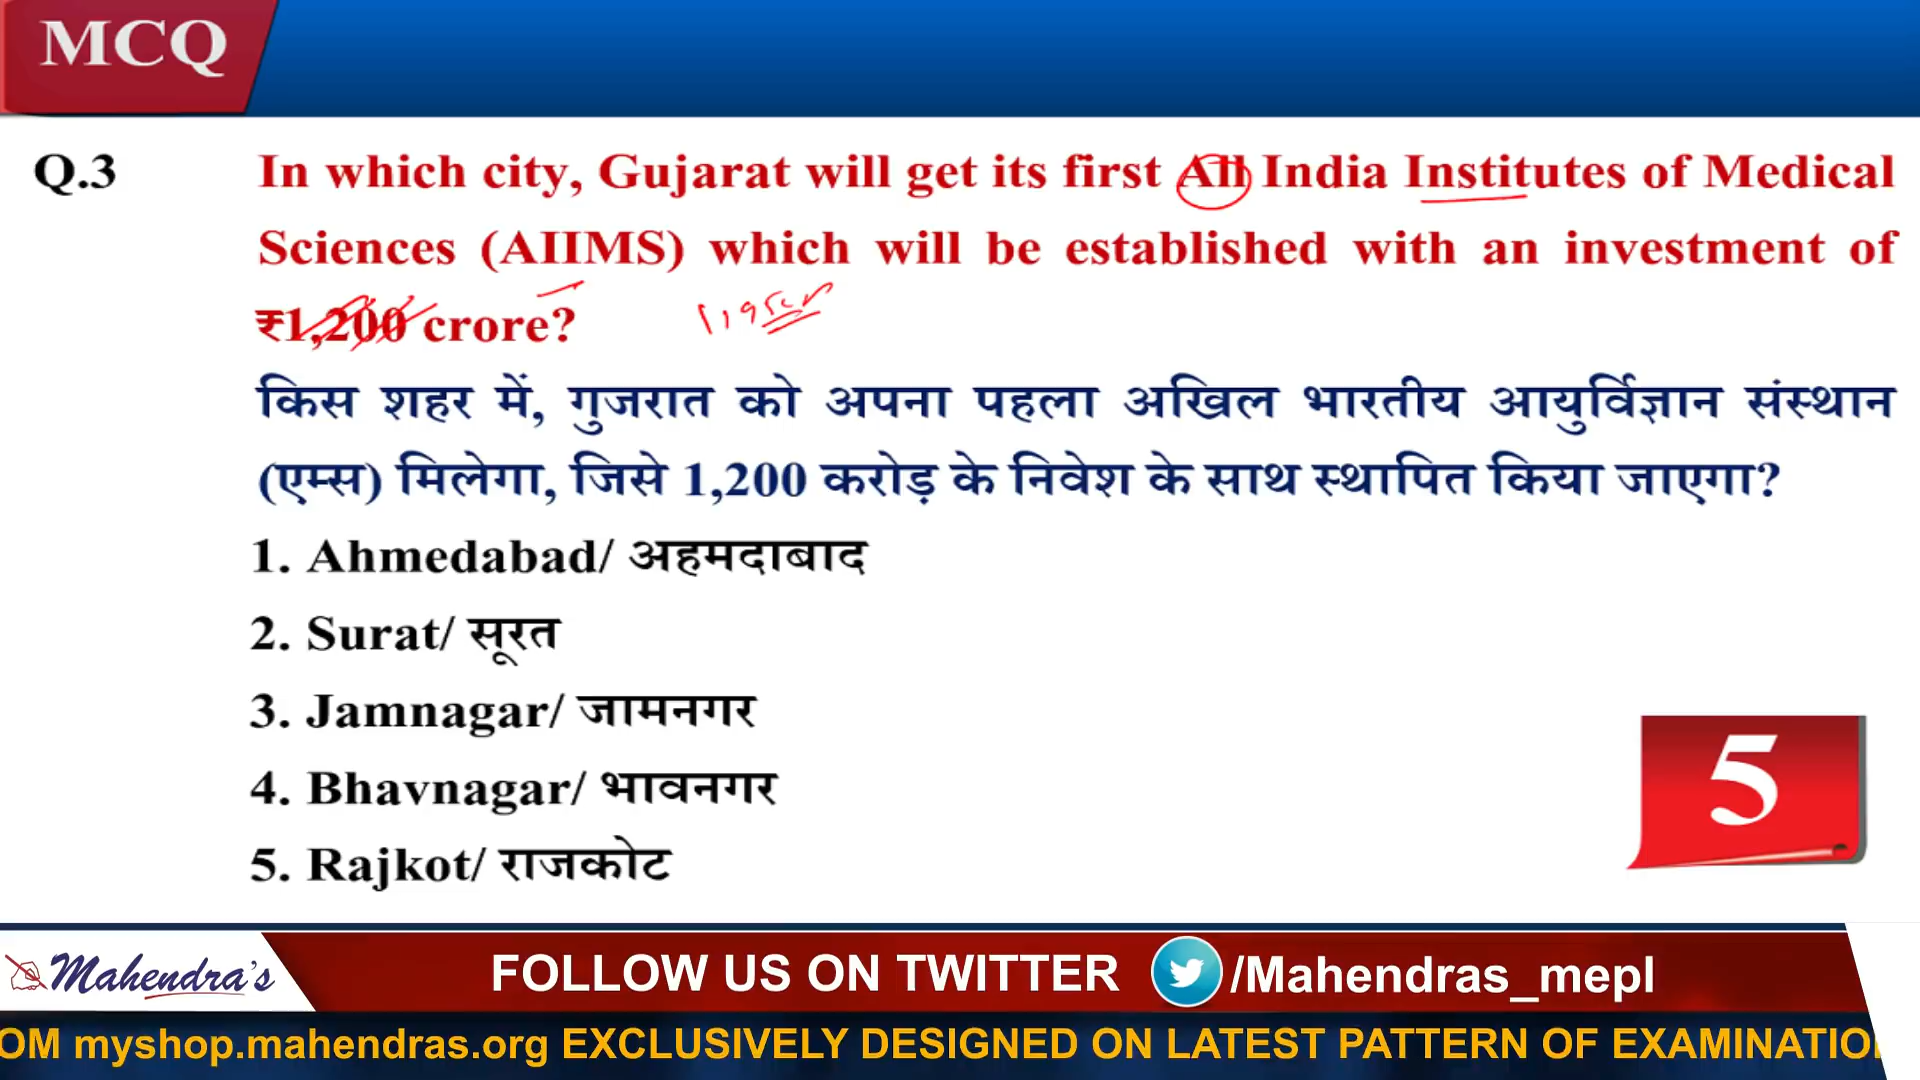 MCQ
Q.3 In which city, Gujarat will get its first All India Institutes of Medical
Sciences (AIIMS) which will be established with an investment of
₹1,200 crore?
किस शहर में, गुजरात को अपना पहला अखिल भारतीय आयुर्विज्ञान संस्थान
(एम्स) मिलेगा, जिसे 1,200 करोड़ के निवेश के साथ स्थापित किया जाएगा?
1. Ahmedabad/ अहमदाबाद
2. Surat/ सूरत
3. Jamnagar/ जामनगर
4. Bhavnagar/ भावनगर
5. Rajkot/ राजकोट
5
Mahendra's
FOLLOW US ON TWITTER /Mahendras_mepl
OM myshop.mahendras.org EXCLUSIVELY DESIGNED ON LATEST PATTERN OF EXAMINATIO